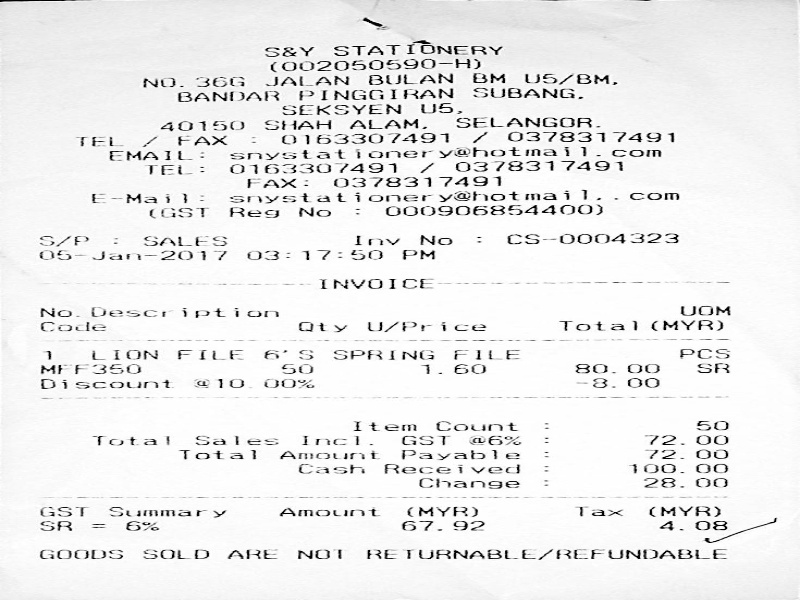 S&Y STATIONERY
(002050590-H)
NO. 36G JALAN BULAN BM U5/BM,
BANDAR PINGGIRAN SUBANG,
SEKSYEN U5,
40150 SHAH ALAM, SELANGOR.
TEL / FAX : 0163307491 / 0378317491
EMAIL: snystationery@hotmail.com
TEL: 0163307491 / 0378317491
FAX: 0378317491
E-Mail: snystationery@hotmail,.com
(GST Reg No : 000906854400)
S/P : SALES Inv No : CS-0004323
05-Jan-2017 03:17:50 PM
INVOICE
No.Description UOM
Code Qty U/Price Total(MYR)
1 LION FILE 6'S SPRING FILE PCS
MFF350 50 1.60 80.00 SR
Discount @10.00% -8.00
Item Count : 50
Total Sales Incl. GST @6% : 72.00
Total Amount Payable : 72.00
Cash Received : 100.00
Change : 28.00
GST Summary Amount (MYR) Tax (MYR)
SR = 6% 67.92 4.08
GOODS SOLD ARE NOT RETURNABLE/REFUNDABLE